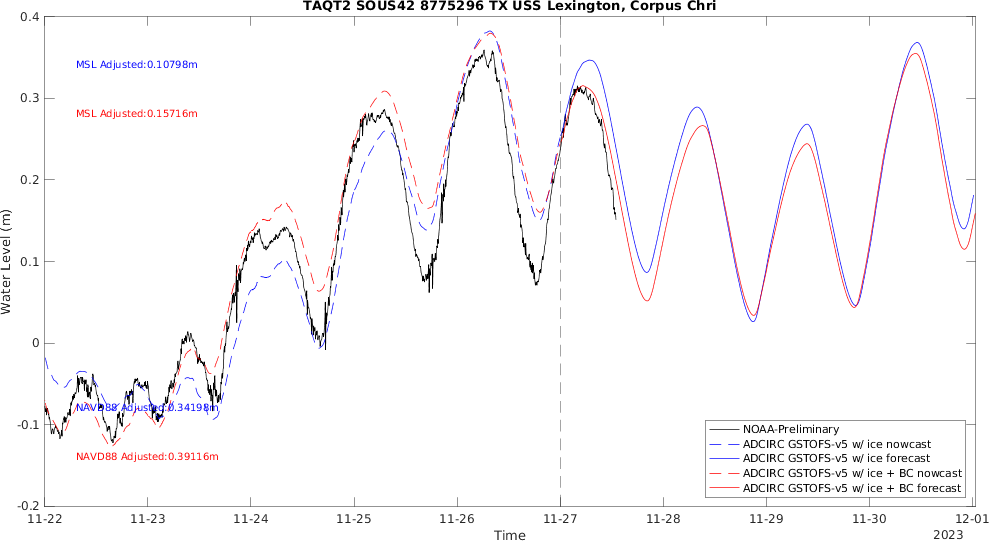 TAQT2 SOUS42 8775296 TX USS Lexington, Corpus Chri
0.4
0.3
0.2
0.1
0
-0.1
-0.2
Water Level (m)
MSL Adjusted:0.10798m
MSL Adjusted:0.15716m
NAVD88 Adjusted:0.34198m
NAVD88 Adjusted:0.39116m
NOAA-Preliminary
ADCIRC GSTOFS-v5 w/ ice nowcast
ADCIRC GSTOFS-v5 w/ ice forecast
ADCIRC GSTOFS-v5 w/ ice + BC nowcast
ADCIRC GSTOFS-v5 w/ ice + BC forecast
11-22 11-23 11-24 11-25 11-26 11-27 11-28 11-29 11-30 12-01
Time
2023